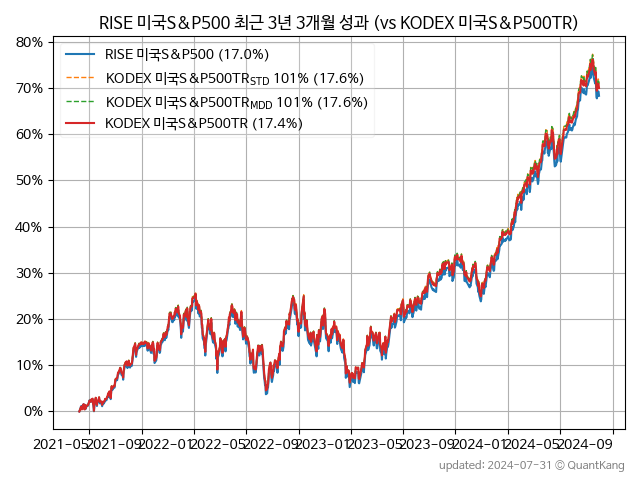 RISE 미국S&P500 최근 3년 3개월 성과 (vs KODEX 미국S&P500TR)
RISE 미국S&P500 (17.0%)
KODEX 미국S&P500TR_STD 101% (17.6%)
KODEX 미국S&P500TR_MDD 101% (17.6%)
KODEX 미국S&P500TR (17.4%)
80%
70%
60%
50%
40%
30%
20%
10%
0%
2021-05 2021-09 2022-01 2022-05 2022-09 2023-01 2023-05 2023-09 2024-01 2024-05 2024-09
updated: 2024-07-31 © QuantKang